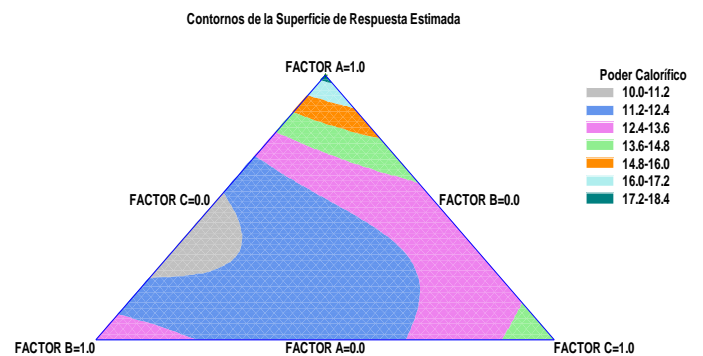 Contornos de la Superficie de Respuesta Estimada
FACTOR A=1.0
Poder Calorífico
10.0-11.2
11.2-12.4
12.4-13.6
13.6-14.8
14.8-16.0
16.0-17.2
17.2-18.4
FACTOR C=0.0
FACTOR B=0.0
FACTOR B=1.0
FACTOR A=0.0
FACTOR C=1.0